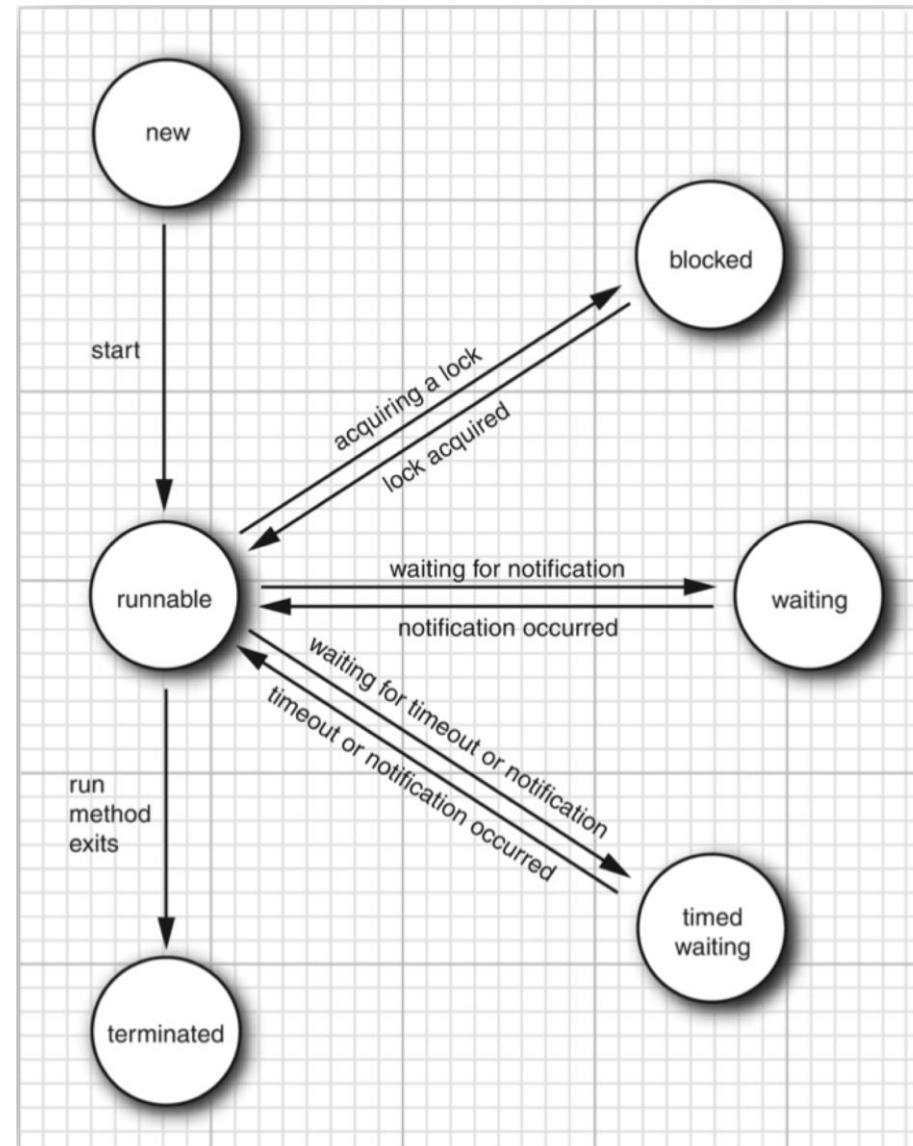 new
blocked
start
acquiring a lock
lock acquired
waiting for notification
runnable
waiting
notification occurred
waiting for timeout or notification
timeout or notification occurred
run
method
exits
timed
waiting
terminated